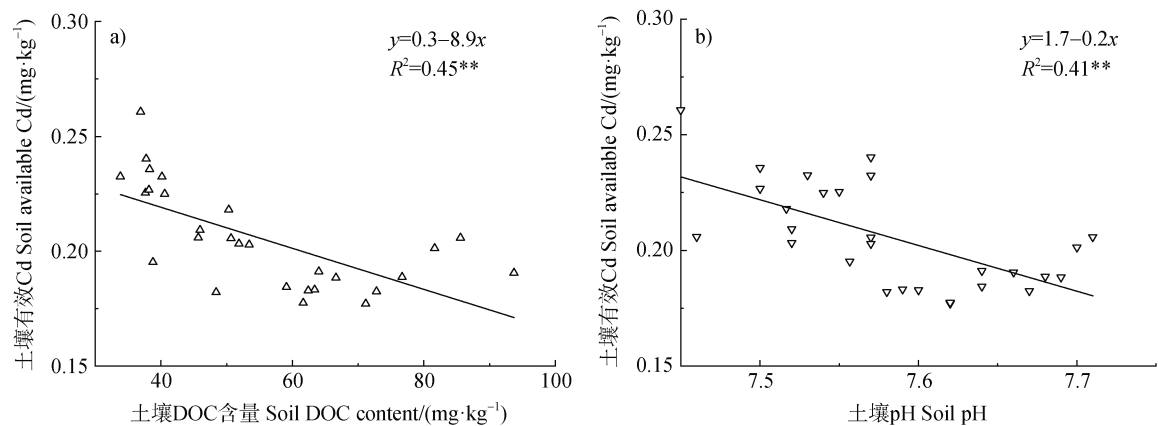 a)
y=0.3–8.9x
R²=0.45**
土壤有效Cd Soil available Cd/(mg·kg⁻¹)
0.30
0.25
0.20
0.15
40
60
80
100
土壤DOC含量 Soil DOC content/(mg·kg⁻¹)
b)
y=1.7–0.2x
R²=0.41**
土壤有效Cd Soil available Cd/(mg·kg⁻¹)
0.30
0.25
0.20
0.15
7.5
7.6
7.7
土壤pH Soil pH